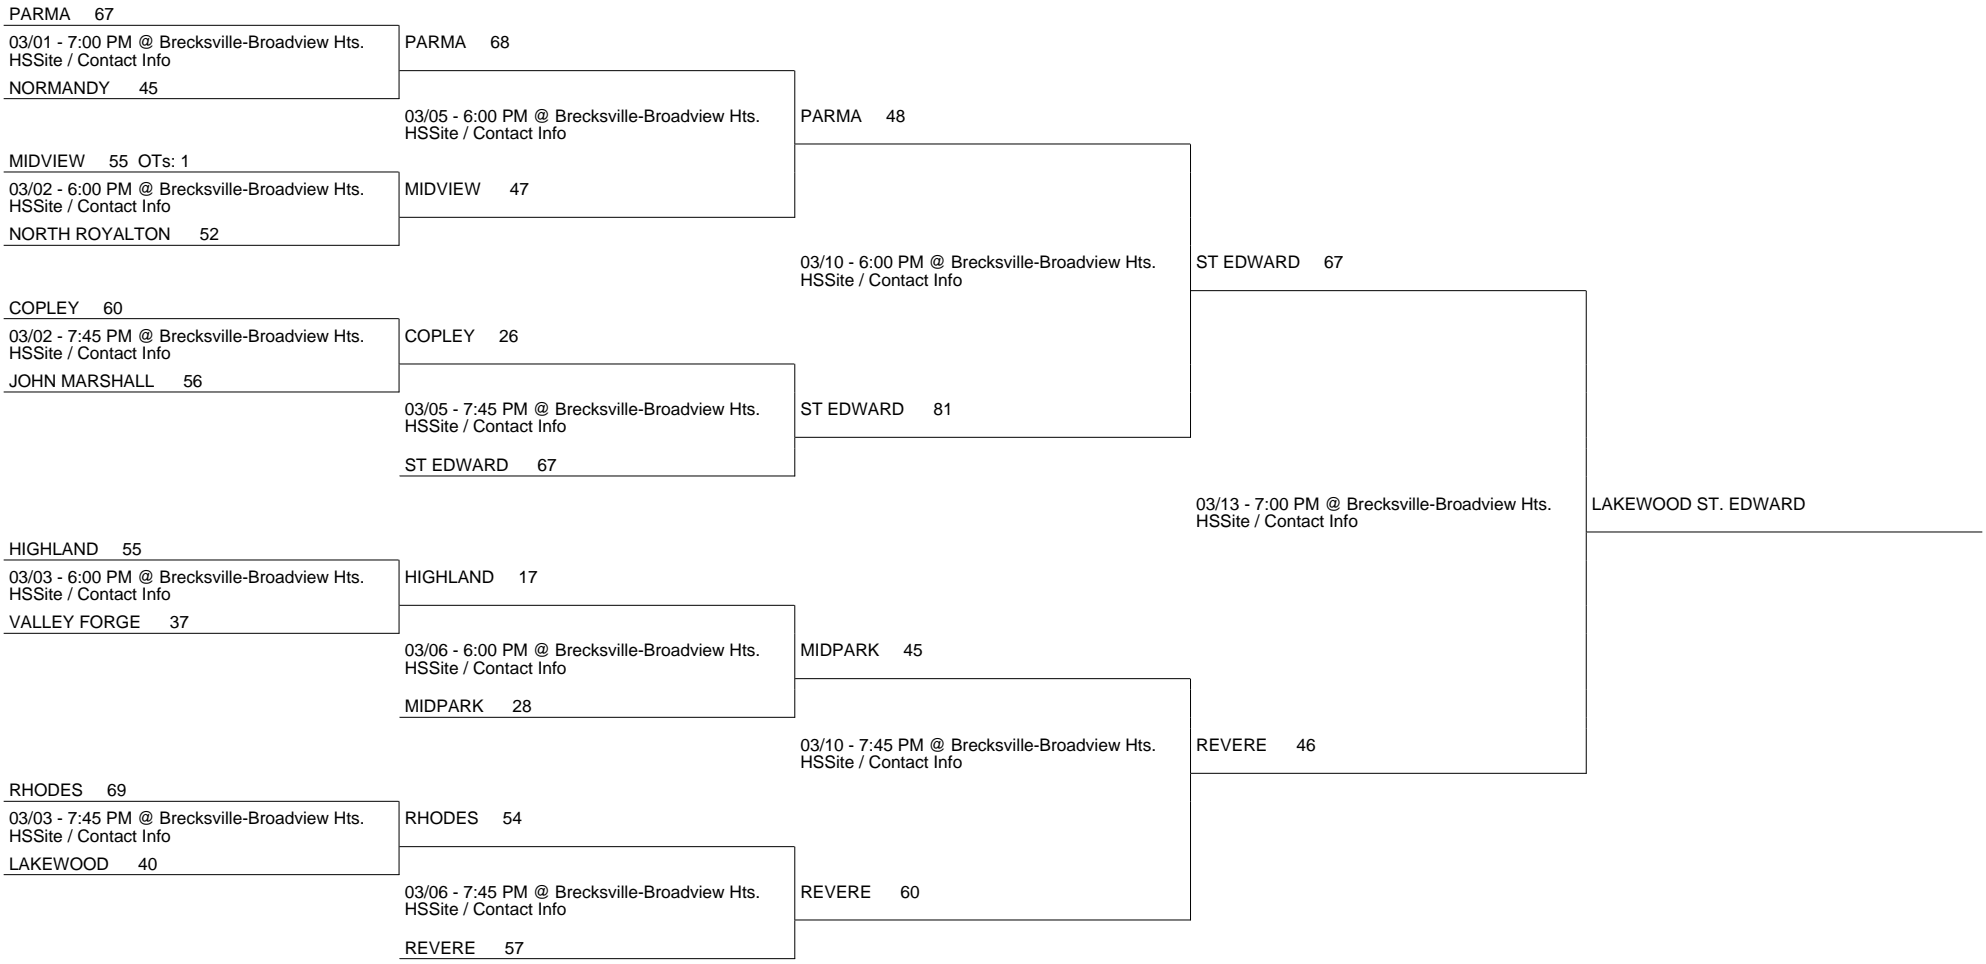 PARMA 67
03/01 - 7:00 PM @ Brecksville-Broadview Hts.
HSSite / Contact Info
NORMANDY 45
MIDVIEW 55 OTs: 1
03/02 - 6:00 PM @ Brecksville-Broadview Hts.
HSSite / Contact Info
NORTH ROYALTON 52
COPLEY 60
03/02 - 7:45 PM @ Brecksville-Broadview Hts.
HSSite / Contact Info
JOHN MARSHALL 56
HIGHLAND 55
03/03 - 6:00 PM @ Brecksville-Broadview Hts.
HSSite / Contact Info
VALLEY FORGE 37
RHODES 69
03/03 - 7:45 PM @ Brecksville-Broadview Hts.
HSSite / Contact Info
LAKEWOOD 40
PARMA 68
03/05 - 6:00 PM @ Brecksville-Broadview Hts.
HSSite / Contact Info
MIDVIEW 47
COPLEY 26
03/05 - 7:45 PM @ Brecksville-Broadview Hts.
HSSite / Contact Info
ST EDWARD 67
HIGHLAND 17
03/06 - 6:00 PM @ Brecksville-Broadview Hts.
HSSite / Contact Info
MIDPARK 28
RHODES 54
03/06 - 7:45 PM @ Brecksville-Broadview Hts.
HSSite / Contact Info
REVERE 57
PARMA 48
03/10 - 6:00 PM @ Brecksville-Broadview Hts.
HSSite / Contact Info
ST EDWARD 81
MIDPARK 45
03/10 - 7:45 PM @ Brecksville-Broadview Hts.
HSSite / Contact Info
REVERE 60
ST EDWARD 67
03/13 - 7:00 PM @ Brecksville-Broadview Hts.
HSSite / Contact Info
REVERE 46
LAKEWOOD ST. EDWARD